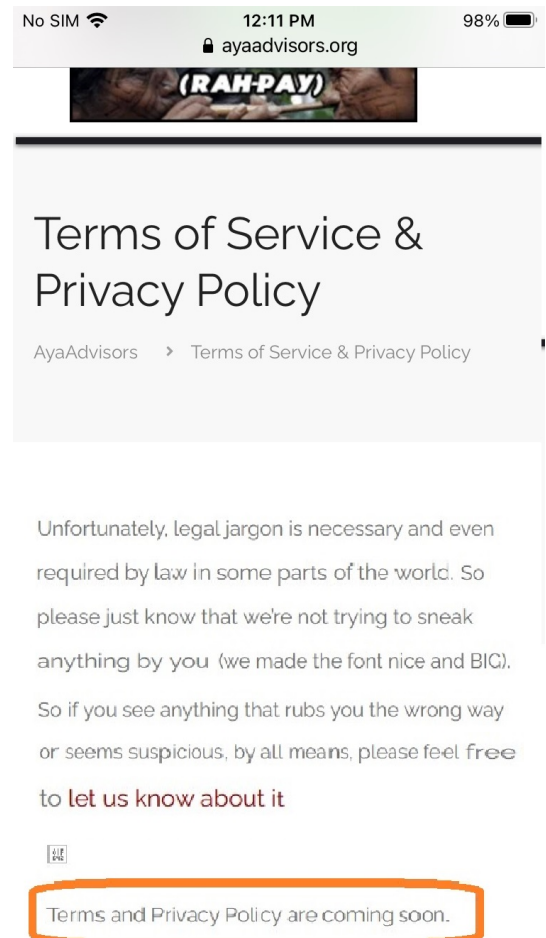 No SIM 12:11 PM 98%
ayaadvisors.org
(RAH-PAY)
Terms of Service &
Privacy Policy
AyaAdvisors > Terms of Service & Privacy Policy
Unfortunately, legal jargon is necessary and even
required by law in some parts of the world. So
please just know that we're not trying to sneak
anything by you (we made the font nice and BIG).
So if you see anything that rubs you the wrong way
or seems suspicious, by all means, please feel free
to let us know about it
Terms and Privacy Policy are coming soon.